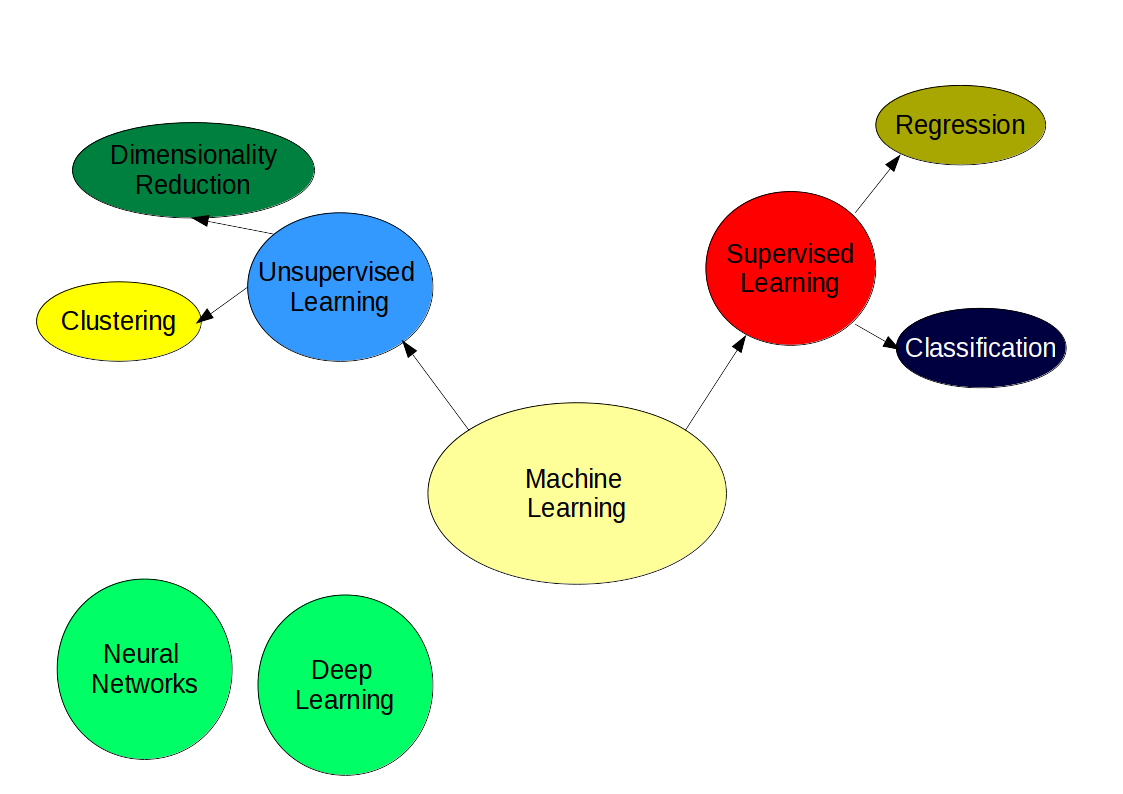 Regression
Dimensionality
Reduction
Supervised
Learning
Unsupervised
Learning
Clustering
Classification
Machine
Learning
Neural
Networks
Deep
Learning